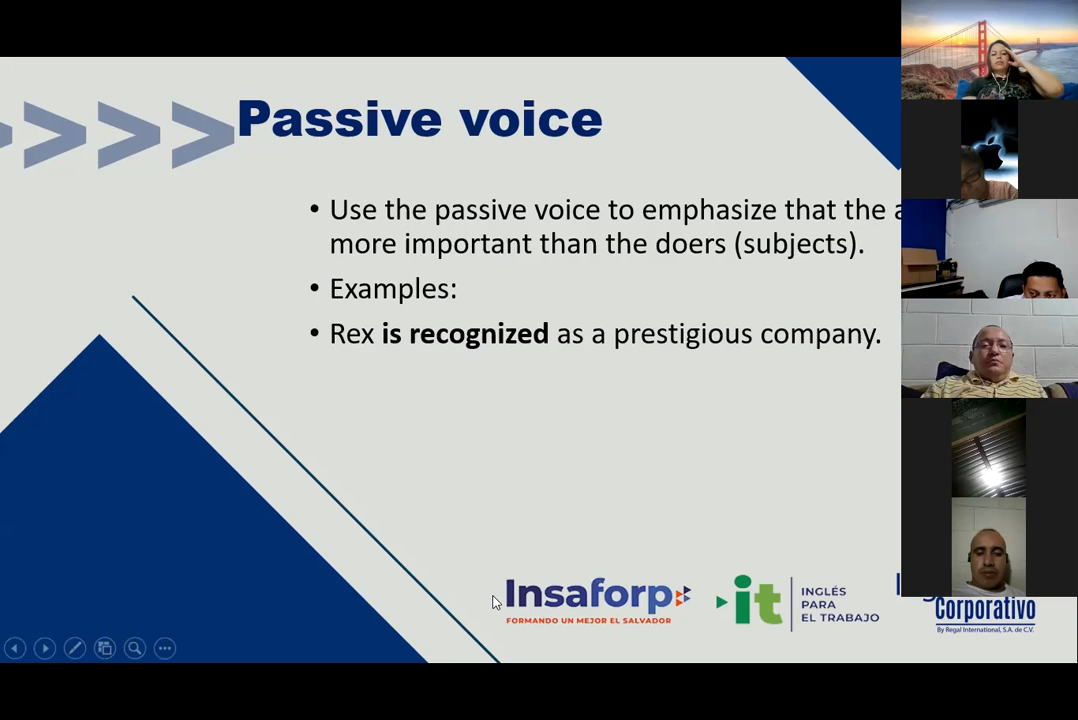 Passive voice
• Use the passive voice to emphasize that the
more important than the doers (subjects).
• Examples:
• Rex is recognized as a prestigious company.
Insaforp
FORMANDO UN MEJOR EL SALVADOR
it
INGLÉS
PARA
EL TRABAJO
Corporativo
By Regal International, S.A. de C.V.